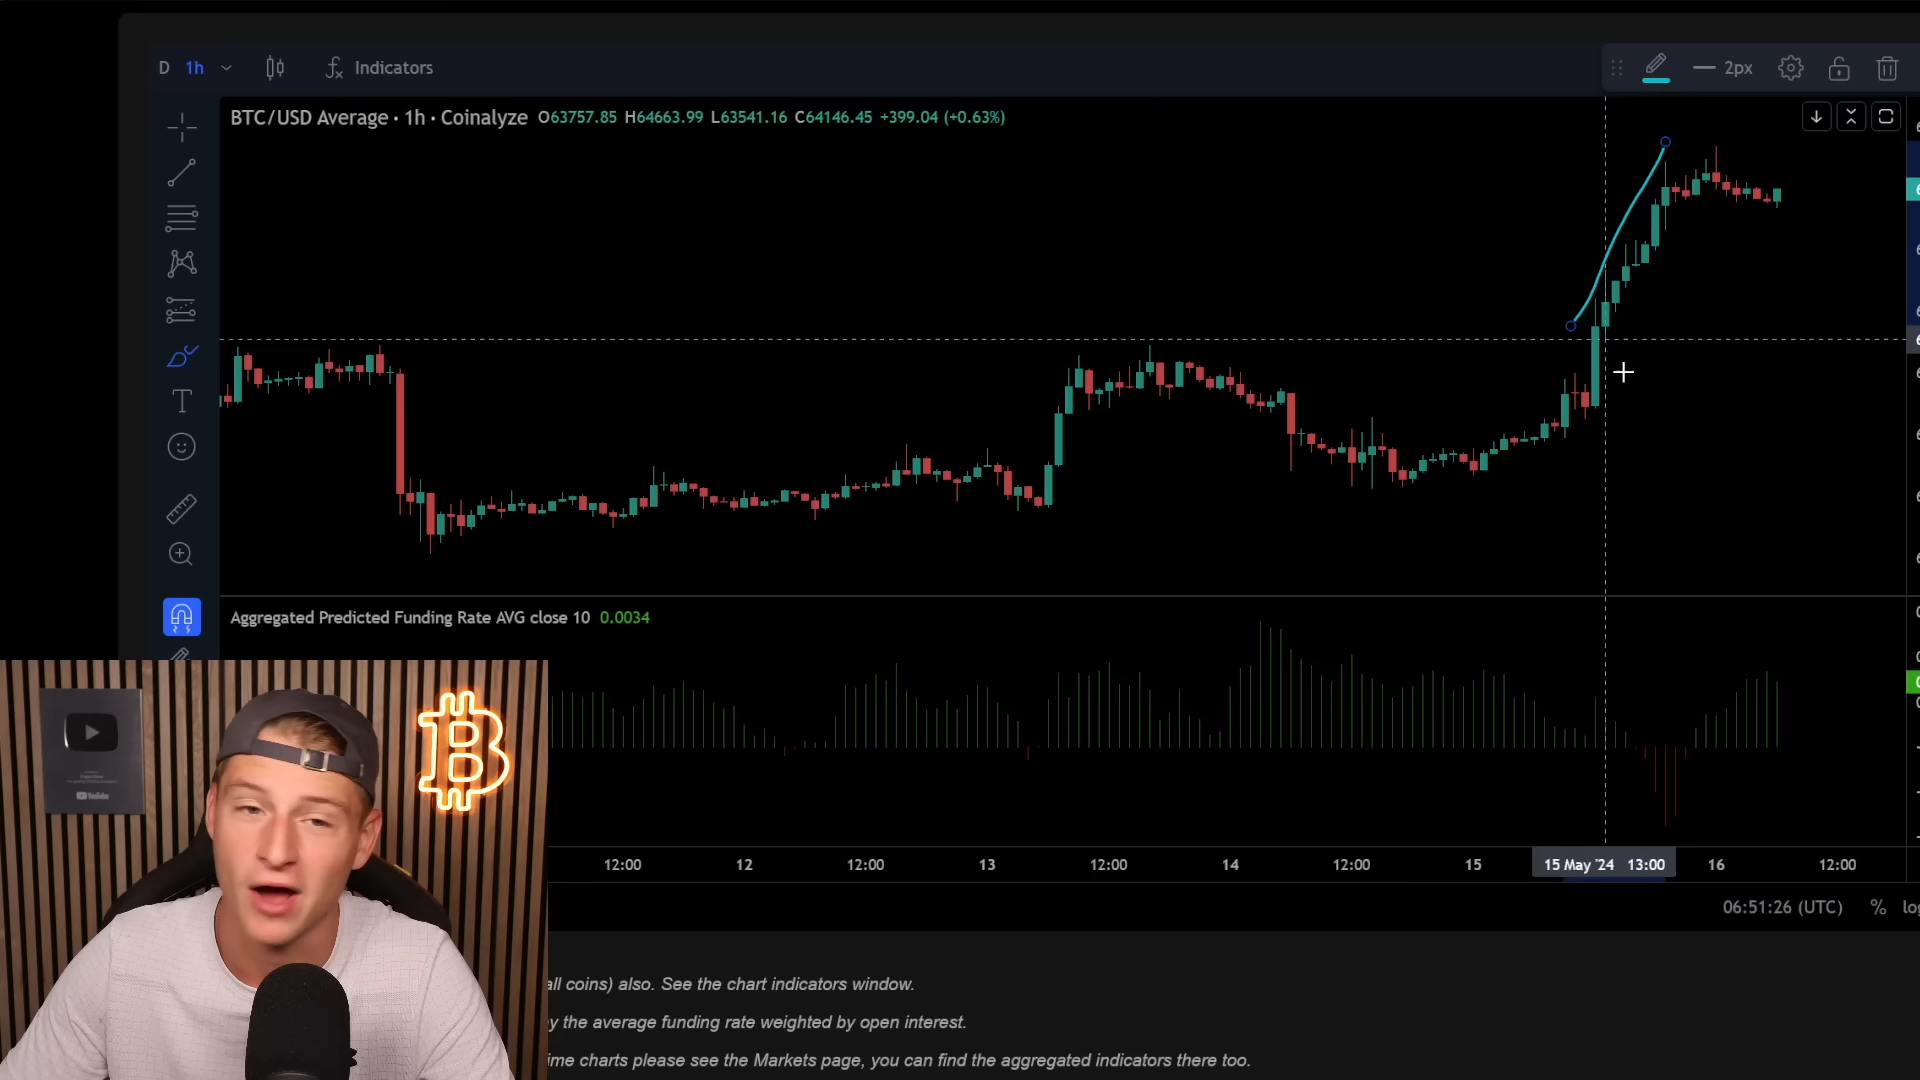 D 1h Indicators 2px
BTC/USD Average · 1h · Coinalyze O63757.85 H64663.99 L63541.16 C64146.45 +399.04 (+0.63%)
Aggregated Predicted Funding Rate AVG close 10 0.0034
12:00 12 12:00 13 12:00 14 12:00 15 15 May '24 13:00 16 12:00
06:51:26 (UTC) %
all coins) also. See the chart indicators window.
the average funding rate weighted by open interest.
charts please see the Markets page, you can find the aggregated indicators there too.
YouTube